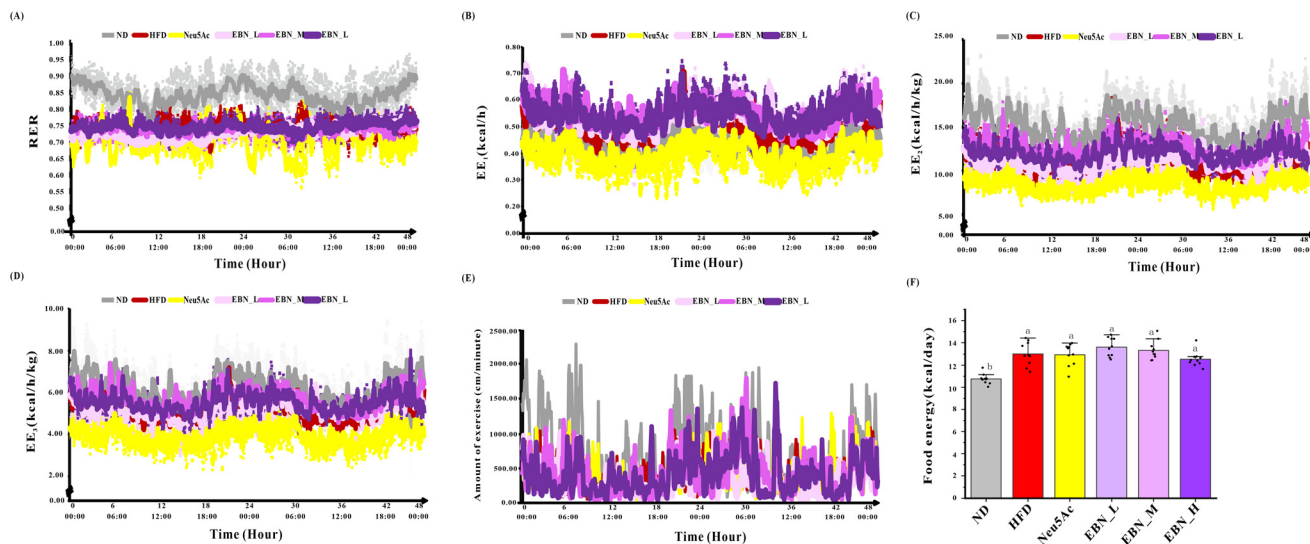 (A)
ND HFD Neu5Ac EBN_L EBN_M EBN_L
RER
1.00
0.95
0.90
0.85
0.80
0.75
0.70
0.65
0.60
0.55
0.50
0.00
0 6 12 18 24 30 36 42 48
00:00 06:00 12:00 18:00 00:00 06:00 12:00 18:00 00:00
Time (Hour)
(B)
ND HFD Neu5Ac EBN_L EBN_M EBN_L
EE₁(kcal/h)
0.80
0.70
0.60
0.50
0.40
0.30
0.20
0.00
0 6 12 18 24 30 36 42 48
00:00 06:00 12:00 18:00 00:00 06:00 12:00 18:00 00:00
Time (Hour)
(C)
ND HFD Neu5Ac EBN_L EBN_M EBN_L
EE₂(kcal/h/kg)
25.00
20.00
15.00
10.00
5.00
0.00
0 6 12 18 24 30 36 42 48
00:00 06:00 12:00 18:00 00:00 06:00 12:00 18:00 00:00
Time (Hour)
(D)
ND HFD Neu5Ac EBN_L EBN_M EBN_L
EE₃(kcal/h/kg)
10.00
8.00
6.00
4.00
2.00
0.00
0 6 12 18 24 30 36 42 48
00:00 06:00 12:00 18:00 00:00 06:00 12:00 18:00 00:00
Time (Hour)
(E)
ND HFD Neu5Ac EBN_L EBN_M EBN_L
Amount of exercise (cm/minute)
2500.00
2000.00
1500.00
1000.00
500.00
0.00
0 6 12 18 24 30 36 42 48
00:00 06:00 12:00 18:00 00:00 06:00 12:00 18:00 00:00
Time (Hour)
(F)
Food energy(kcal/day)
16
14
12
10
8
6
4
2
0
b a a a a a
ND HFD Neu5Ac EBN_L EBN_M EBN_H